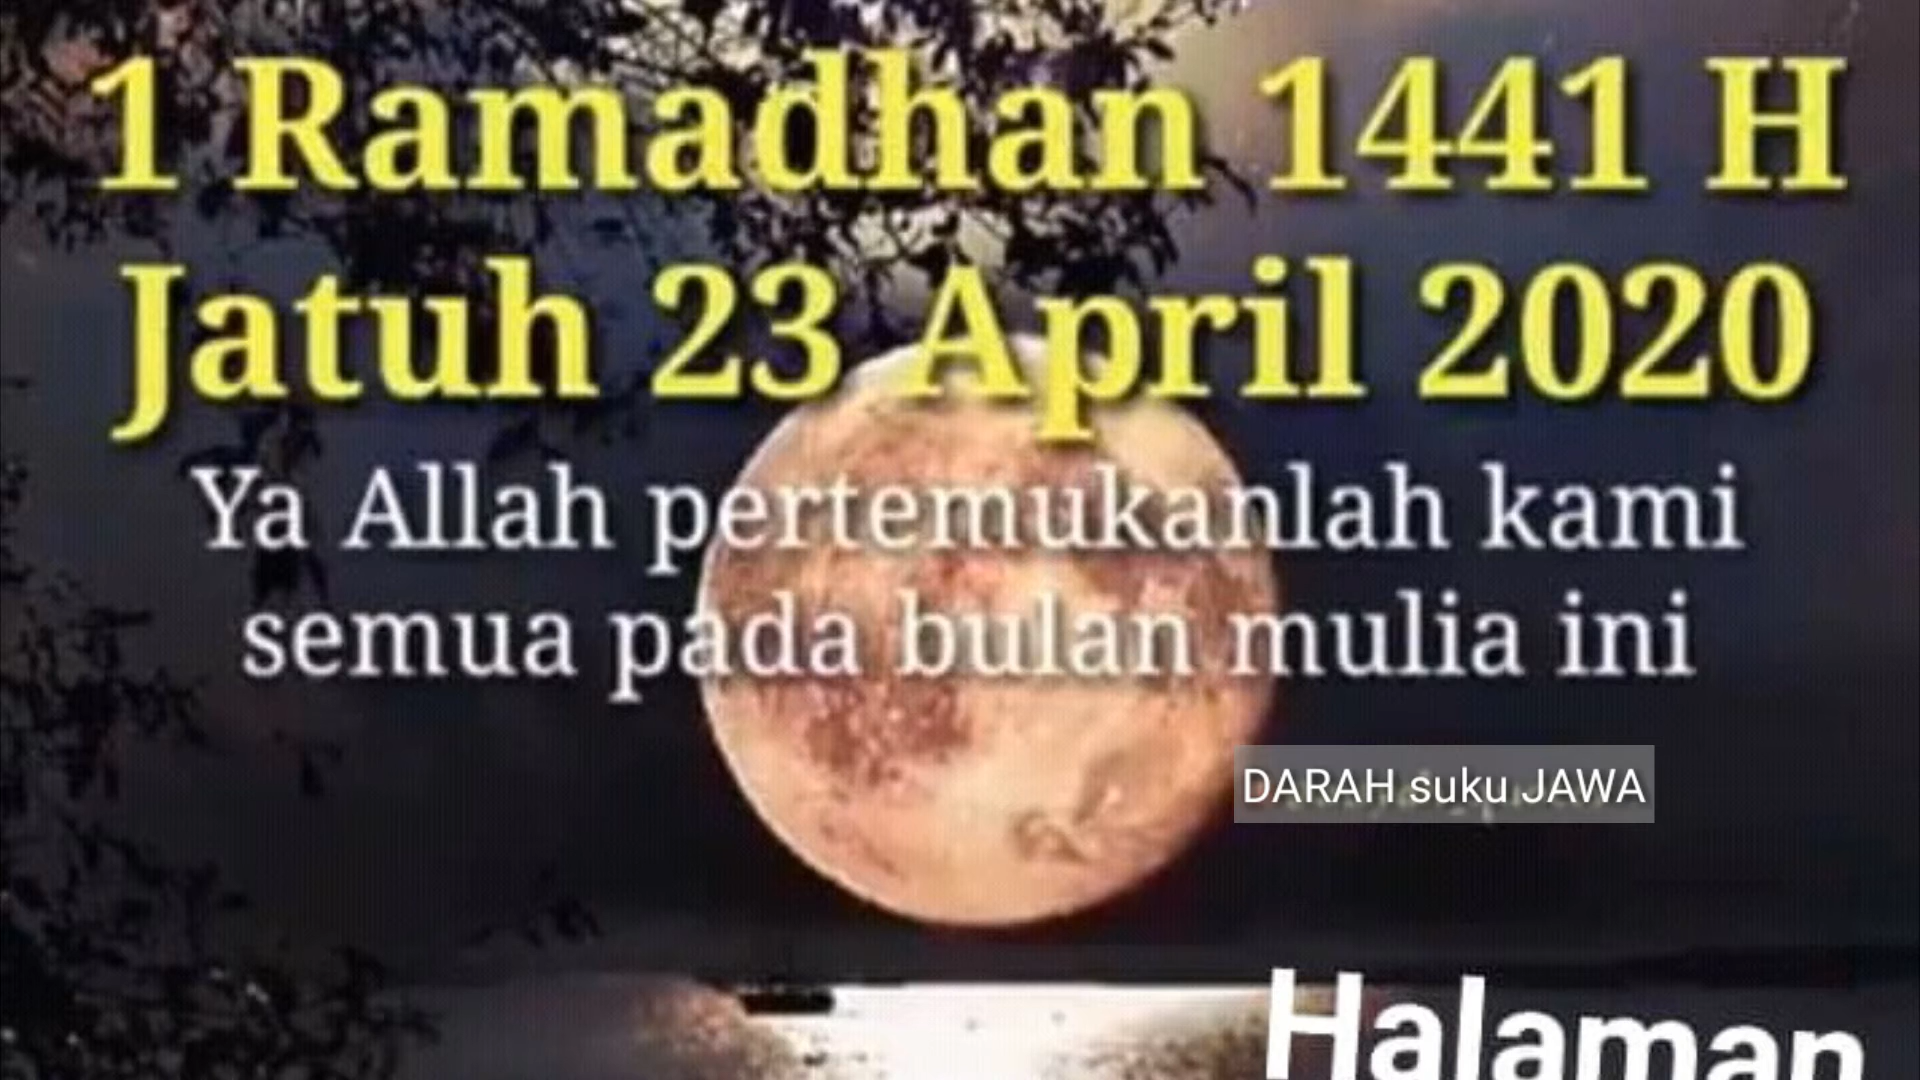 1 Ramadhan 1441 H
Jatuh 23 April 2020
Ya Allah pertemukanlah kami
semua pada bulan mulia ini
DARAH suku JAWA
Halaman